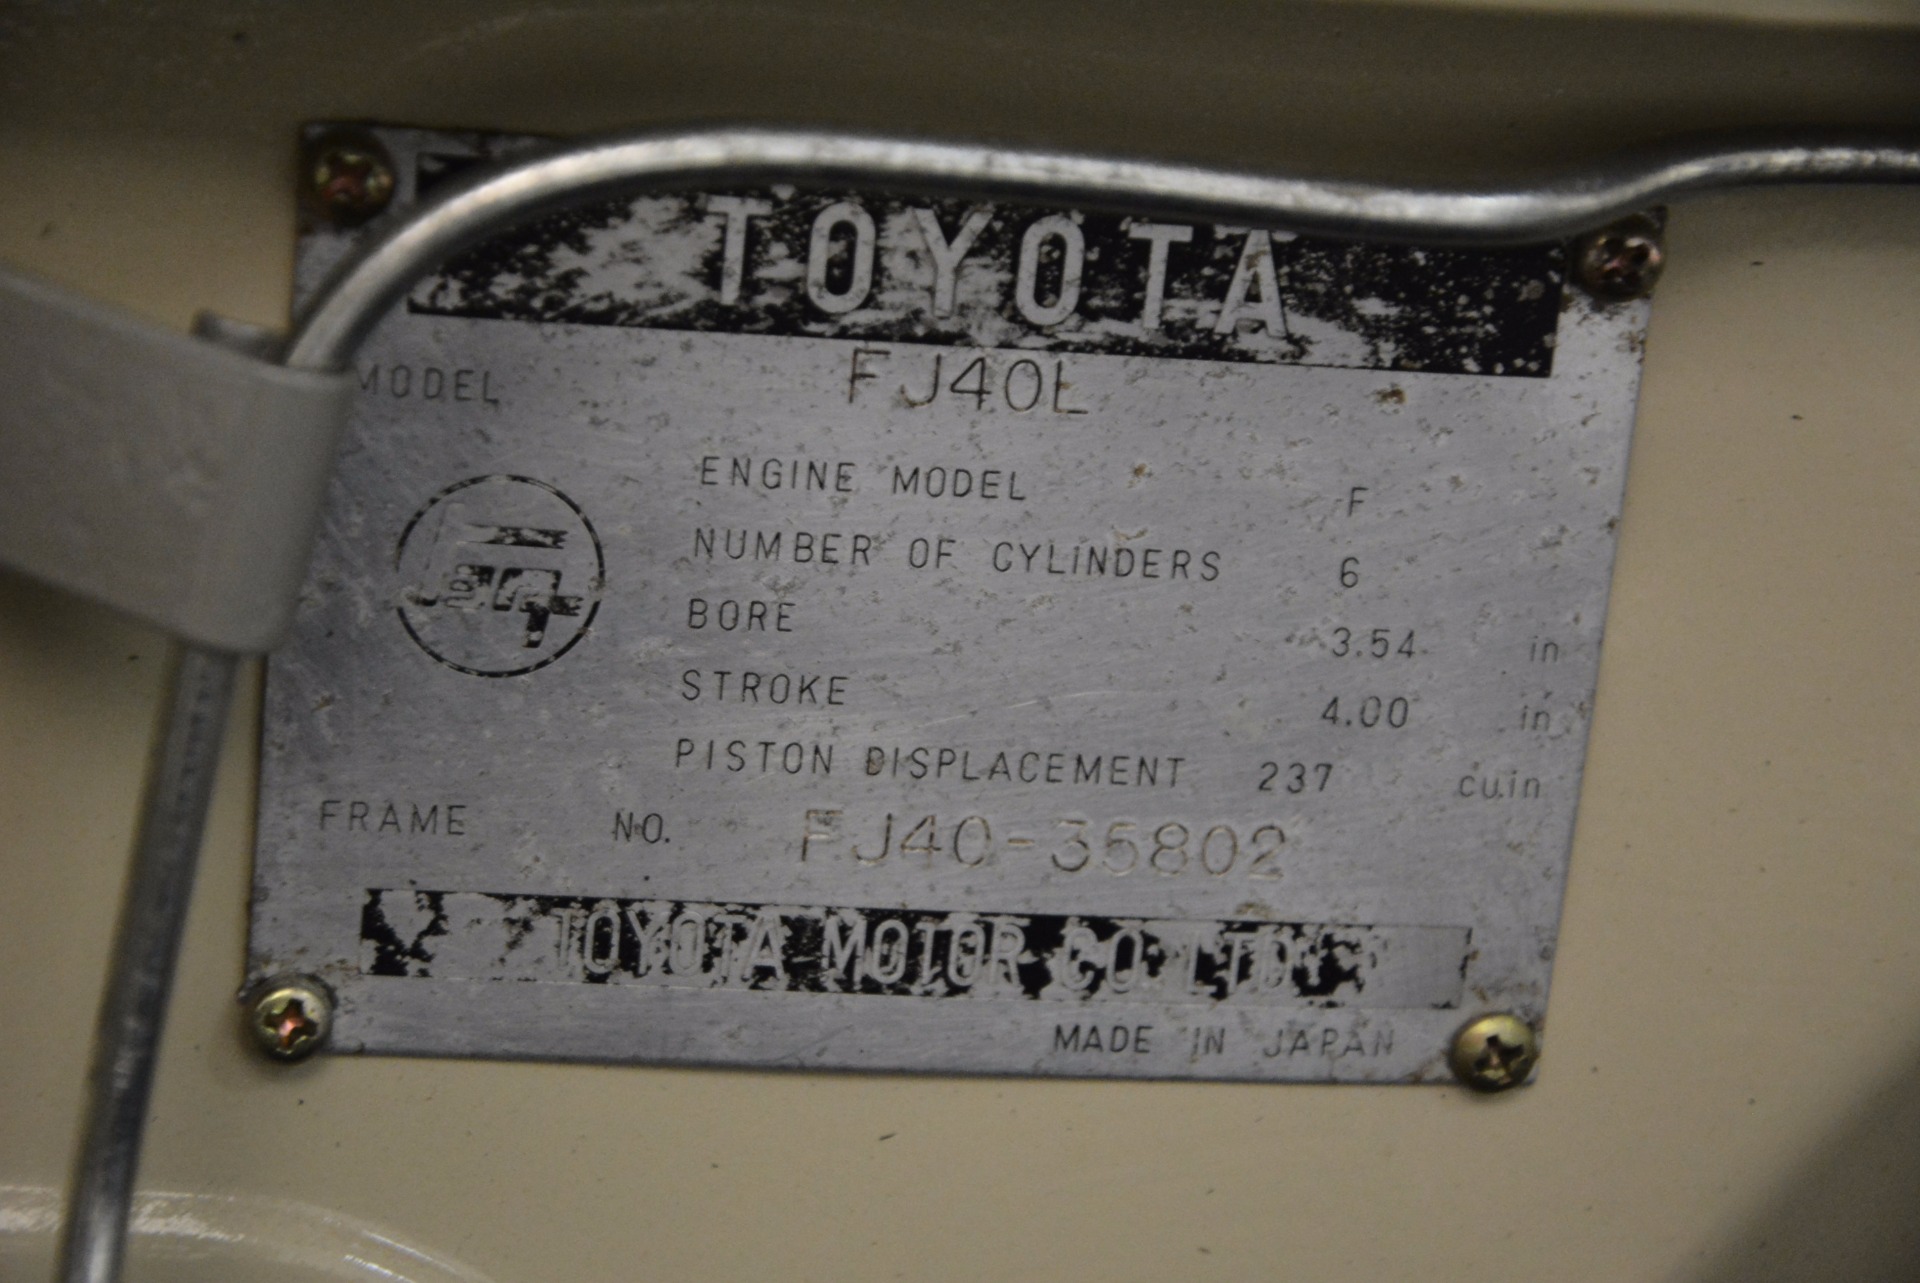 TOYOTA
MODEL FJ40L
ENGINE MODEL F
NUMBER OF CYLINDERS 6
BORE 3.54 in
STROKE 4.00 in
PISTON DISPLACEMENT 237 cu.in
FRAME NO. FJ40-35802
TOYOTA MOTOR CO. LTD.
MADE IN JAPAN